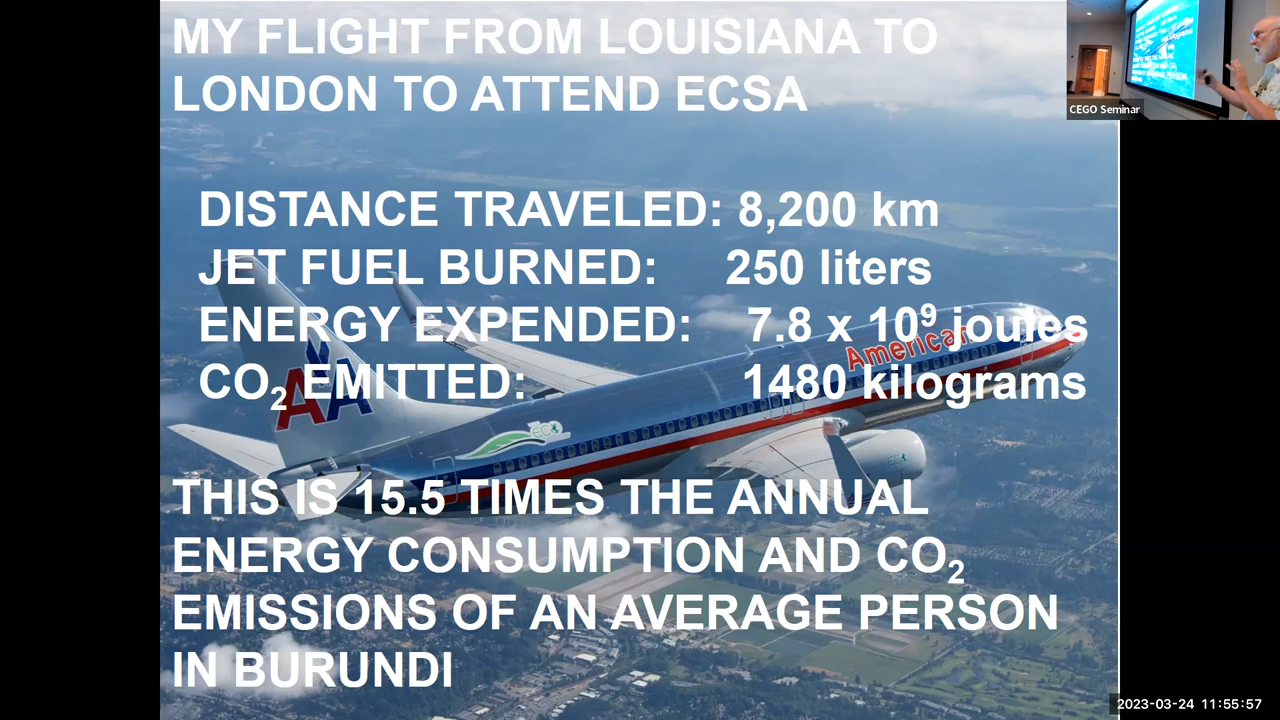 MY FLIGHT FROM LOUISIANA TO
LONDON TO ATTEND ECSA
DISTANCE TRAVELED: 8,200 km
JET FUEL BURNED: 250 liters
ENERGY EXPENDED: 7.8 x 10⁹ joules
CO₂ EMITTED: 1480 kilograms
American
AA
eco
THIS IS 15.5 TIMES THE ANNUAL
ENERGY CONSUMPTION AND CO₂
EMISSIONS OF AN AVERAGE PERSON
IN BURUNDI
CEGO Seminar
2023-03-24 11:55:57